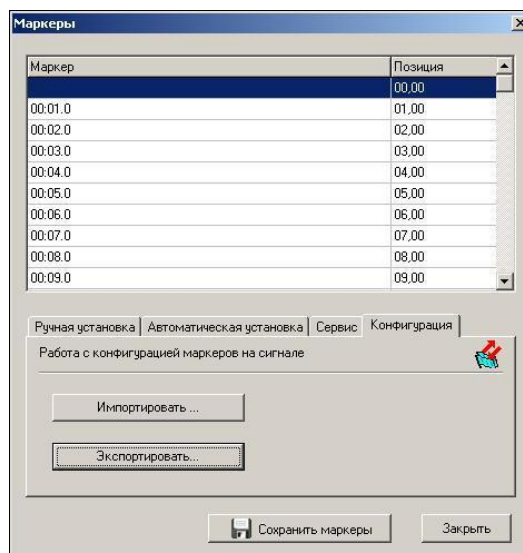 Маркеры
Маркер Позиция
00,00
00:01.0 01,00
00:02.0 02,00
00:03.0 03,00
00:04.0 04,00
00:05.0 05,00
00:06.0 06,00
00:07.0 07,00
00:08.0 08,00
00:09.0 09,00
Ручная установка Автоматическая установка Сервис Конфигурация
Работа с конфигурацией маркеров на сигнале
Импортировать ...
Экспортировать...
Сохранить маркеры Закрыть